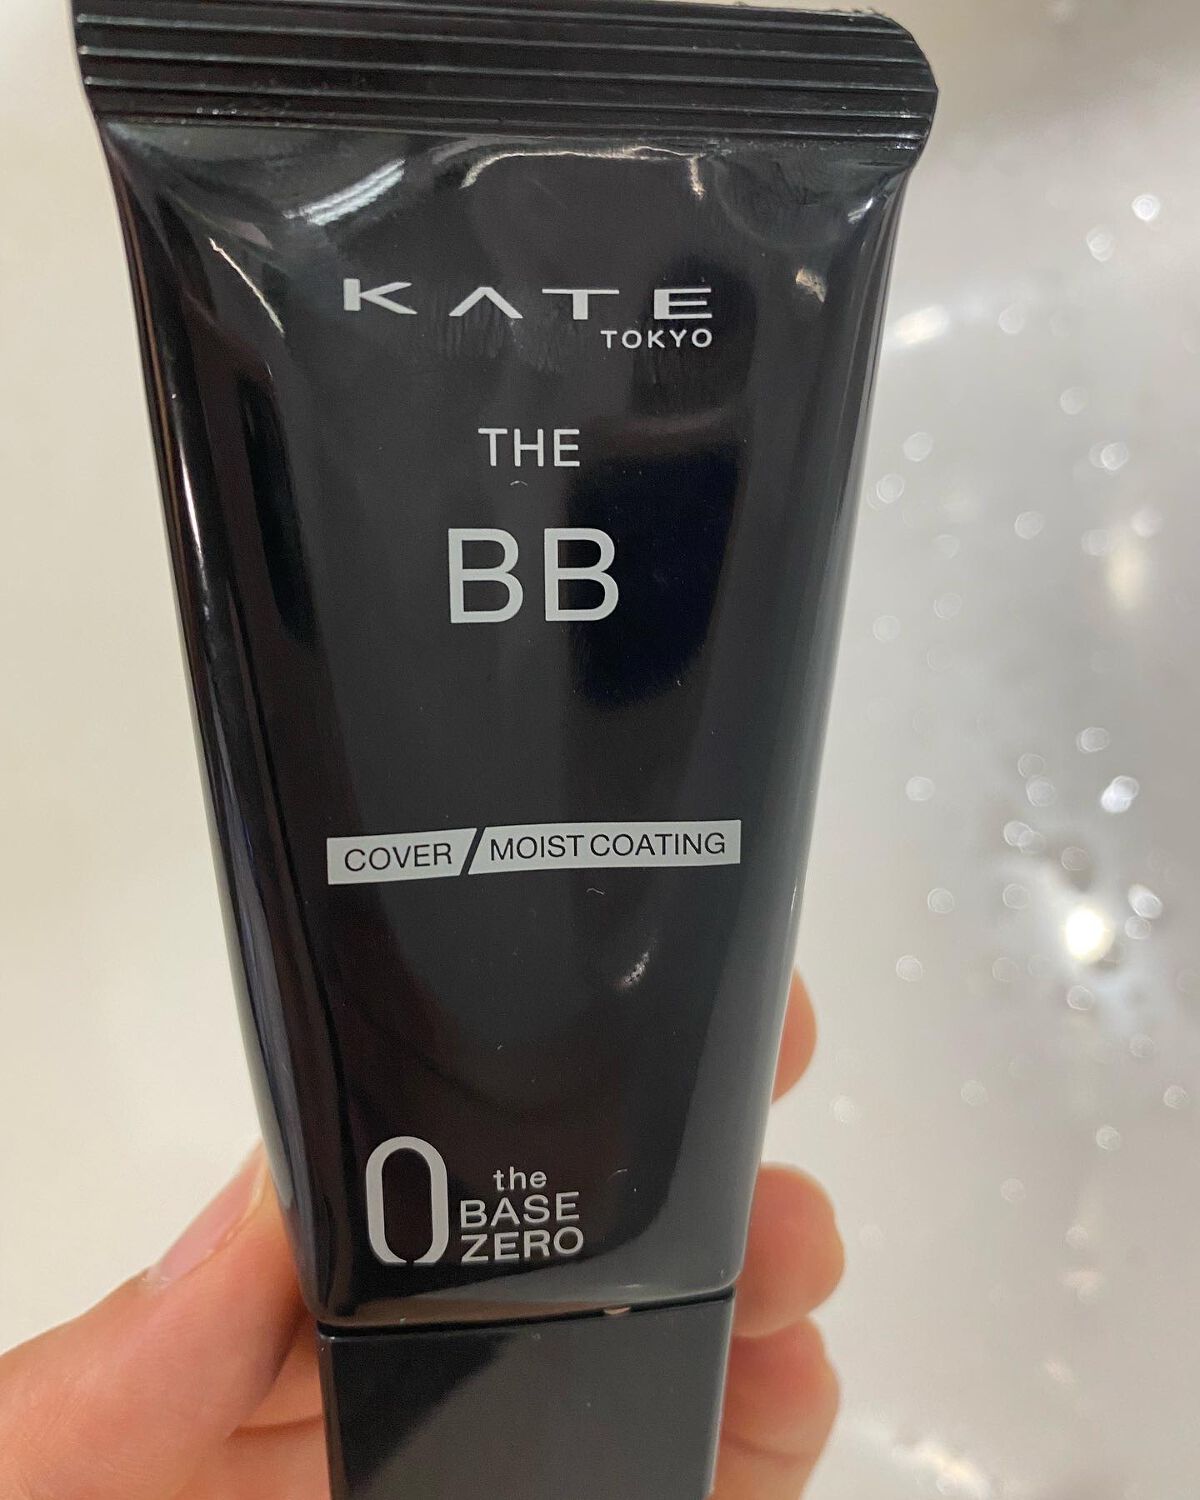 KATE
TOKYO
THE
BB
COVER / MOIST COATING
0 the
BASE
ZERO